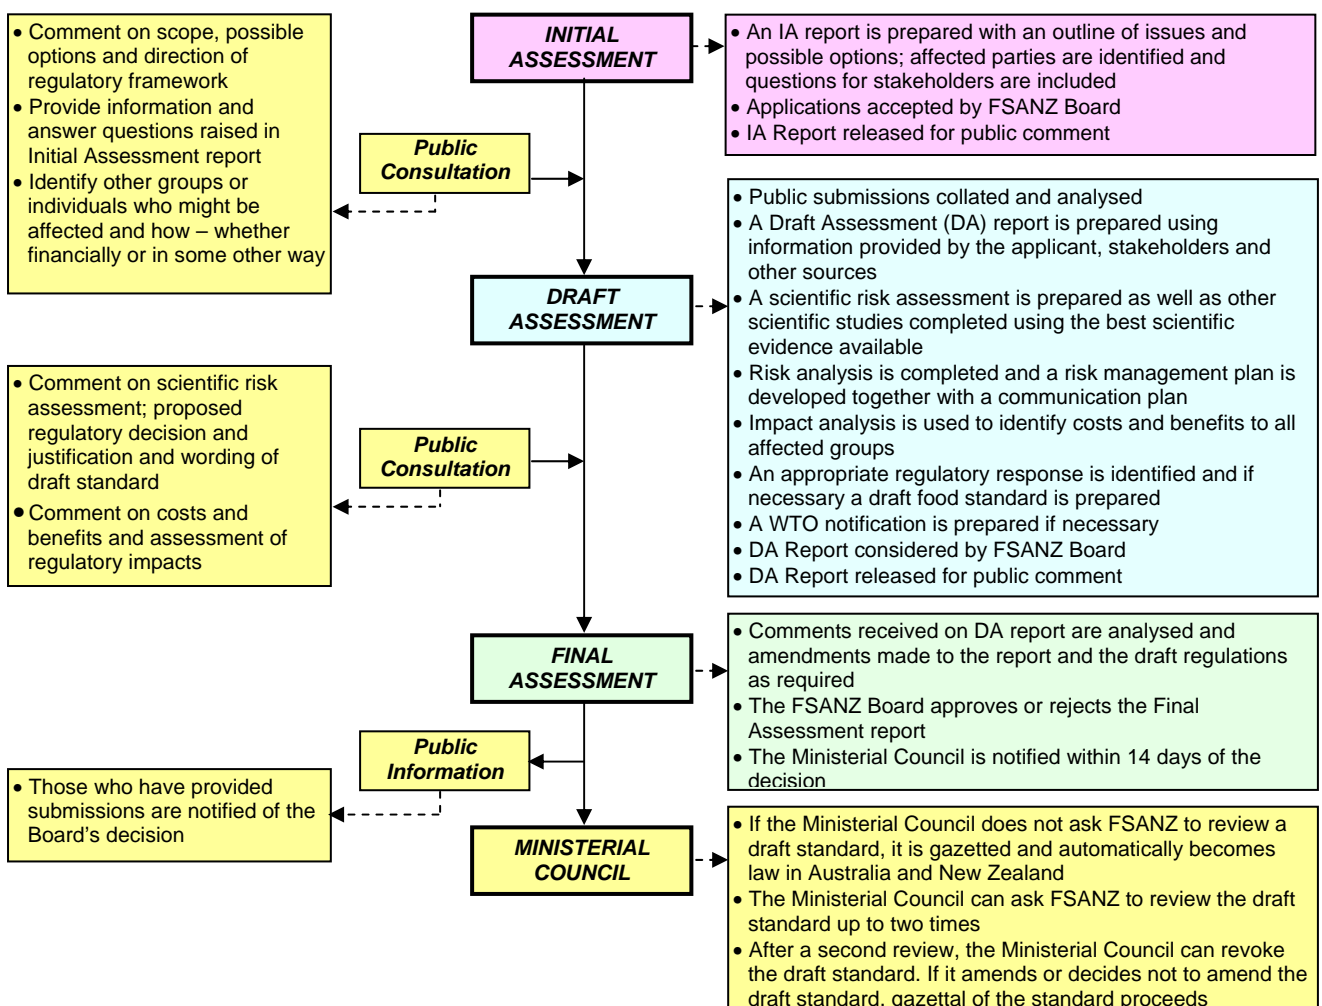 • Comment on scope, possible
options and direction of
regulatory framework
• Provide information and
answer questions raised in
Initial Assessment report
• Identify other groups or
individuals who might be
affected and how – whether
financially or in some other way
INITIAL
ASSESSMENT
• An IA report is prepared with an outline of issues and
possible options; affected parties are identified and
questions for stakeholders are included
• Applications accepted by FSANZ Board
• IA Report released for public comment
Public
Consultation
DRAFT
ASSESSMENT
• Public submissions collated and analysed
• A Draft Assessment (DA) report is prepared using
information provided by the applicant, stakeholders and
other sources
• A scientific risk assessment is prepared as well as other
scientific studies completed using the best scientific
evidence available
• Risk analysis is completed and a risk management plan is
developed together with a communication plan
• Impact analysis is used to identify costs and benefits to all
affected groups
• An appropriate regulatory response is identified and if
necessary a draft food standard is prepared
• A WTO notification is prepared if necessary
• DA Report considered by FSANZ Board
• DA Report released for public comment
• Comment on scientific risk
assessment; proposed
regulatory decision and
justification and wording of
draft standard
• Comment on costs and
benefits and assessment of
regulatory impacts
Public
Consultation
FINAL
ASSESSMENT
• Comments received on DA report are analysed and
amendments made to the report and the draft regulations
as required
• The FSANZ Board approves or rejects the Final
Assessment report
• The Ministerial Council is notified within 14 days of the
decision
Public
Information
• Those who have provided
submissions are notified of the
Board's decision
MINISTERIAL
COUNCIL
• If the Ministerial Council does not ask FSANZ to review a
draft standard, it is gazetted and automatically becomes
law in Australia and New Zealand
• The Ministerial Council can ask FSANZ to review the draft
standard up to two times
• After a second review, the Ministerial Council can revoke
the draft standard. If it amends or decides not to amend the
draft standard, gazettal of the standard proceeds